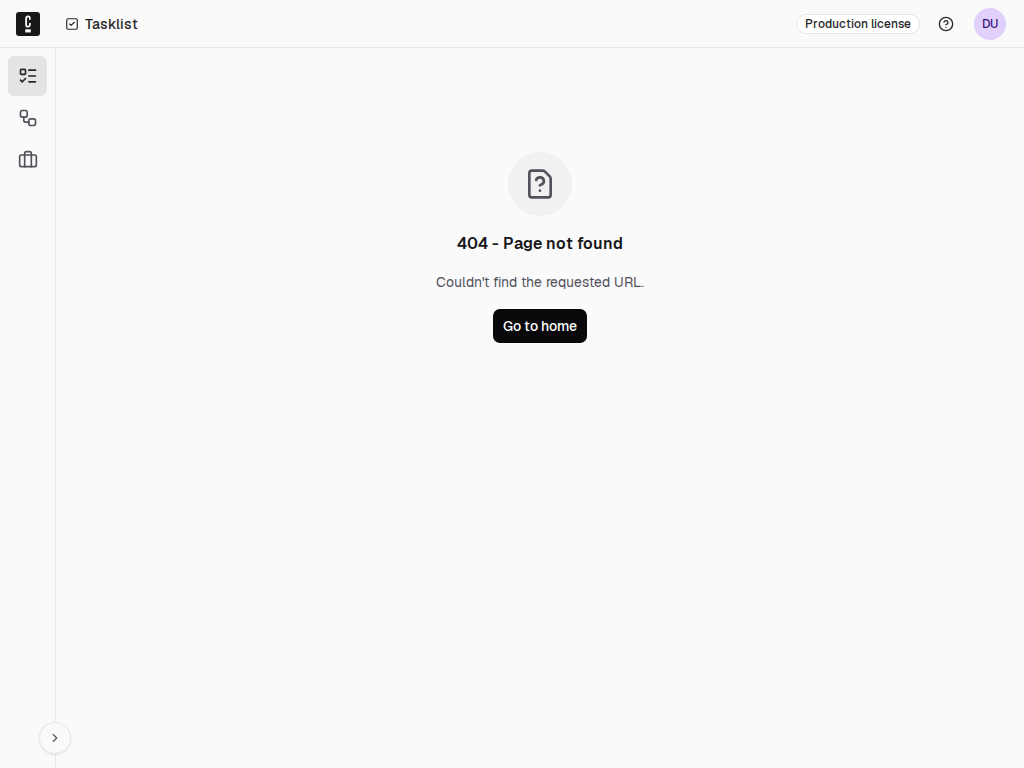 Tasklist
Production license
DU
404 - Page not found
Couldn't find the requested URL.
Go to home